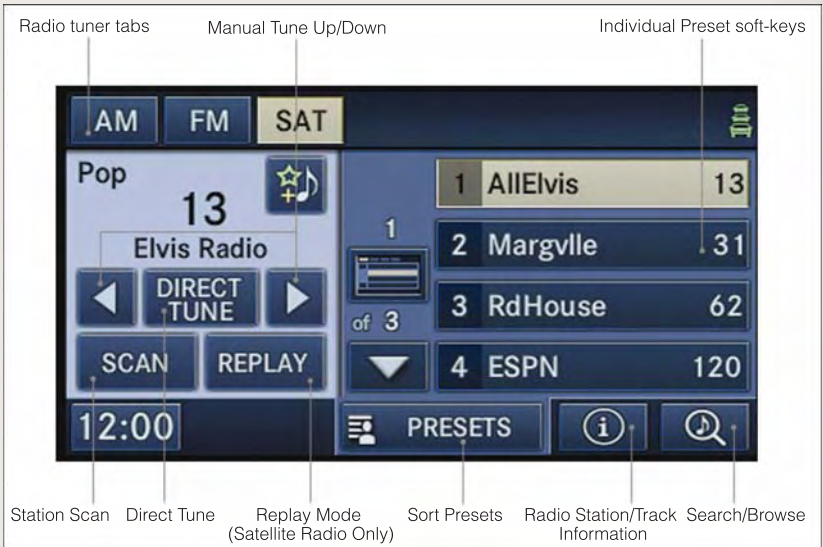 Radio tuner tabs
Manual Tune Up/Down
Individual Preset soft-keys
AM FM SAT
Pop
13
Elvis Radio
DIRECT
TUNE
SCAN REPLAY
12:00
1
of 3
1 AllElvis 13
2 Margvlle 31
3 RdHouse 62
4 ESPN 120
PRESETS
i
Station Scan
Direct Tune
Replay Mode
(Satellite Radio Only)
Sort Presets
Radio Station/Track
Information
Search/Browse